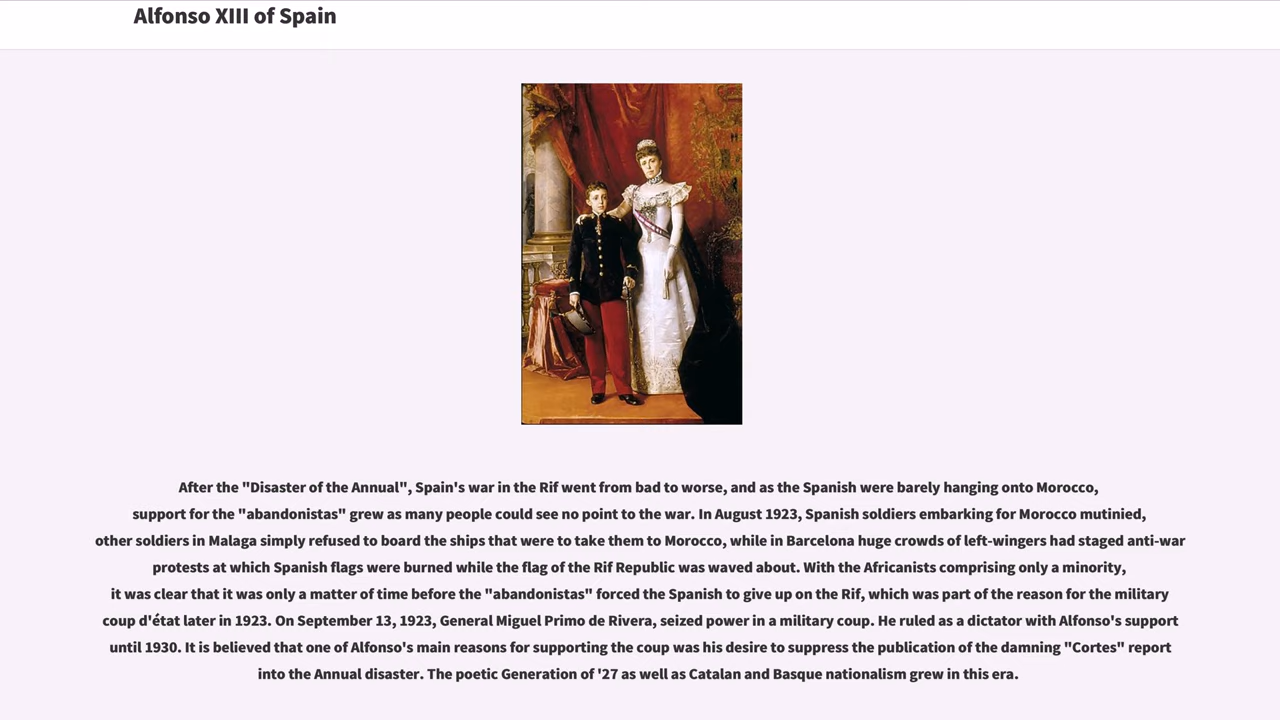 Alfonso XIII of Spain
After the "Disaster of the Annual", Spain's war in the Rif went from bad to worse, and as the Spanish were barely hanging onto Morocco,
support for the "abandonistas" grew as many people could see no point to the war. In August 1923, Spanish soldiers embarking for Morocco mutinied,
other soldiers in Malaga simply refused to board the ships that were to take them to Morocco, while in Barcelona huge crowds of left-wingers had staged anti-war
protests at which Spanish flags were burned while the flag of the Rif Republic was waved about. With the Africanists comprising only a minority,
it was clear that it was only a matter of time before the "abandonistas" forced the Spanish to give up on the Rif, which was part of the reason for the military
coup d'état later in 1923. On September 13, 1923, General Miguel Primo de Rivera, seized power in a military coup. He ruled as a dictator with Alfonso's support
until 1930. It is believed that one of Alfonso's main reasons for supporting the coup was his desire to suppress the publication of the damning "Cortes" report
into the Annual disaster. The poetic Generation of '27 as well as Catalan and Basque nationalism grew in this era.